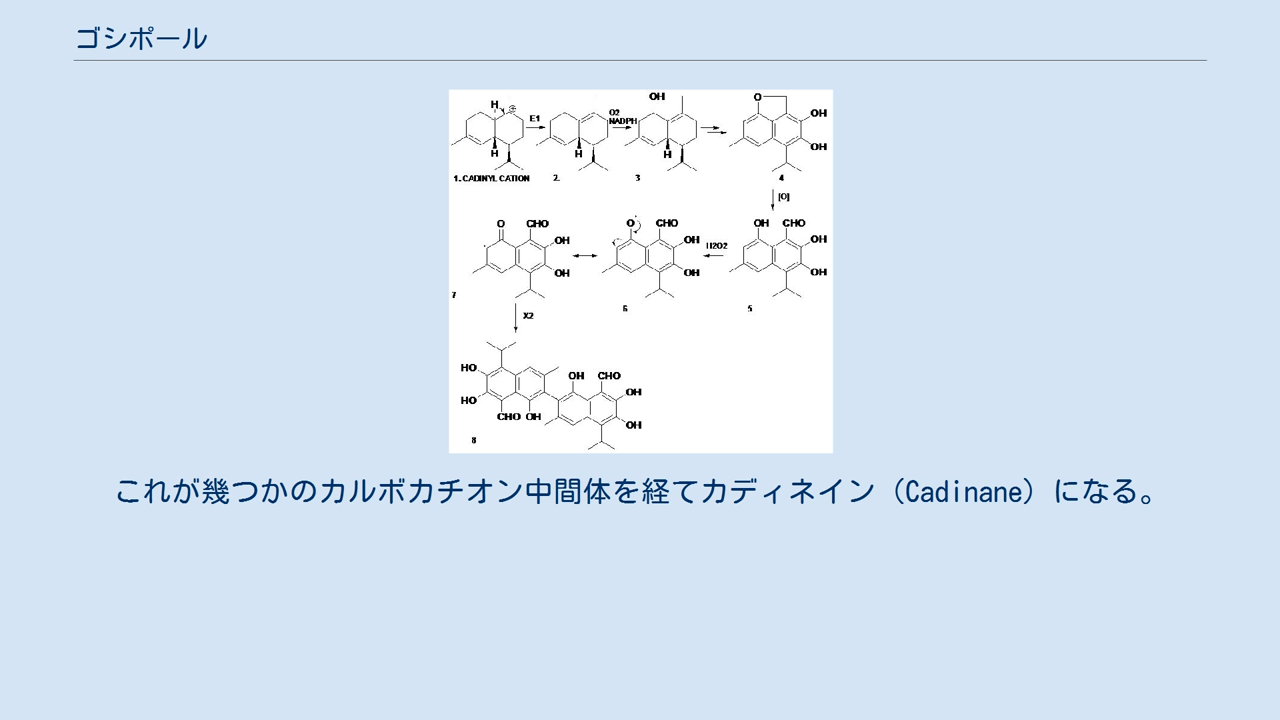 ゴシポール
H
⊕
E1
H
1. CADINYL CATION
H
2.
O2
NADPH
OH
H
3
O
OH
OH
4
[O]
O
CHO
OH
OH
7
O
CHO
OH
OH
6
H2O2
OH
CHO
OH
OH
5
X2
HO
HO
CHO
OH
OH
CHO
OH
OH
8
これが幾つかのカルボカチオン中間体を経てカディネイン（Cadinane）になる。